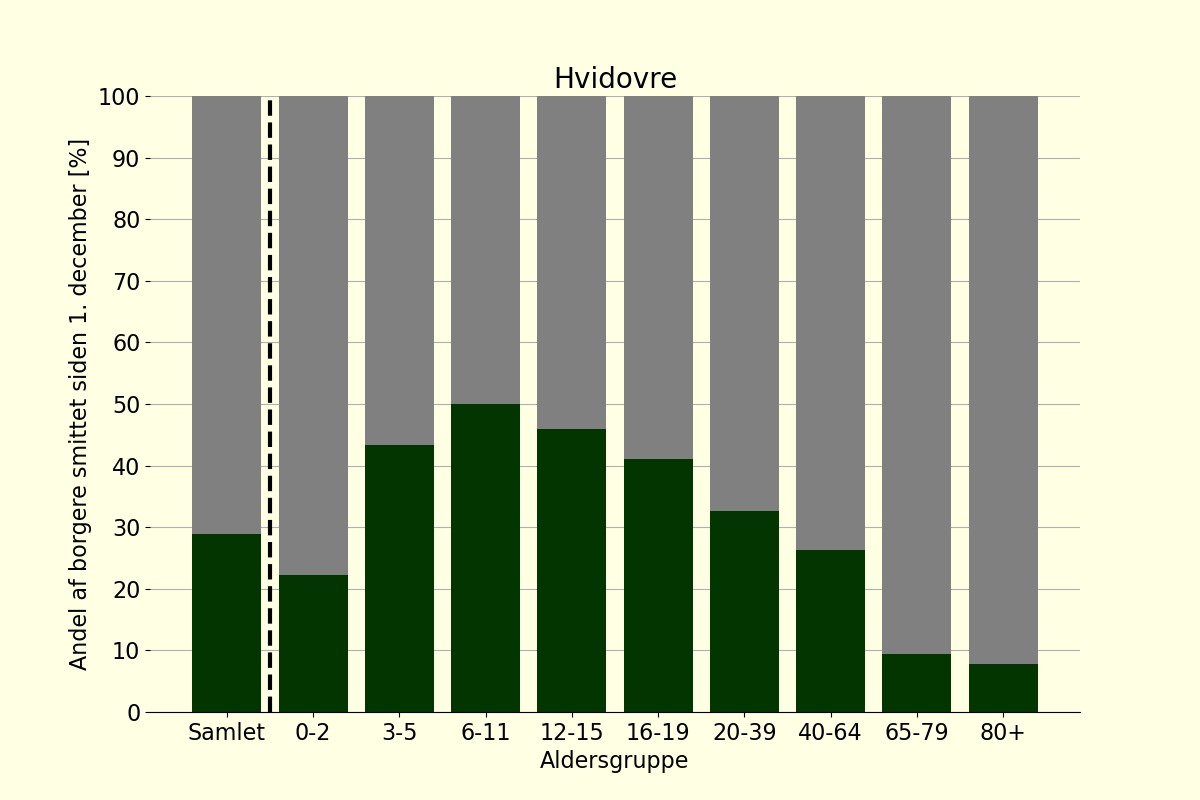 Hvidovre
Andel af borgere smittet siden 1. december [%]
100
90
80
70
60
50
40
30
20
10
0
Samlet 0-2 3-5 6-11 12-15 16-19 20-39 40-64 65-79 80+
Aldersgruppe